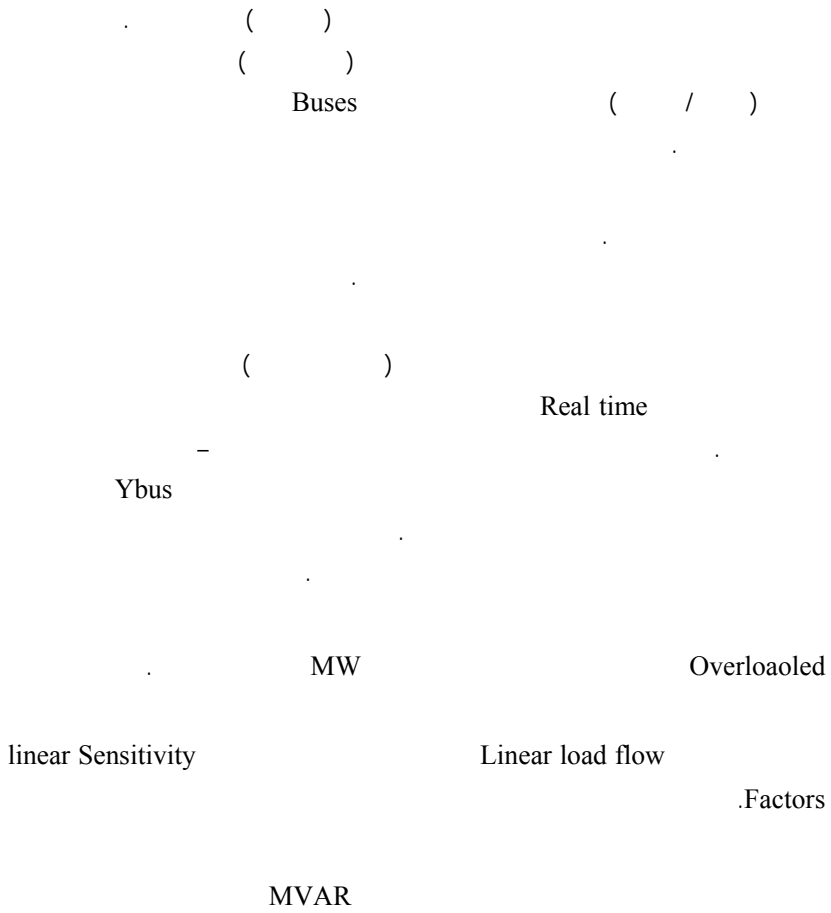 . ( )
( )
Buses ( / )
.
.
.
( )
Real time
– .
Ybus
.
.
. MW Overloaoled
linear Sensitivity Linear load flow
.Factors
MVAR